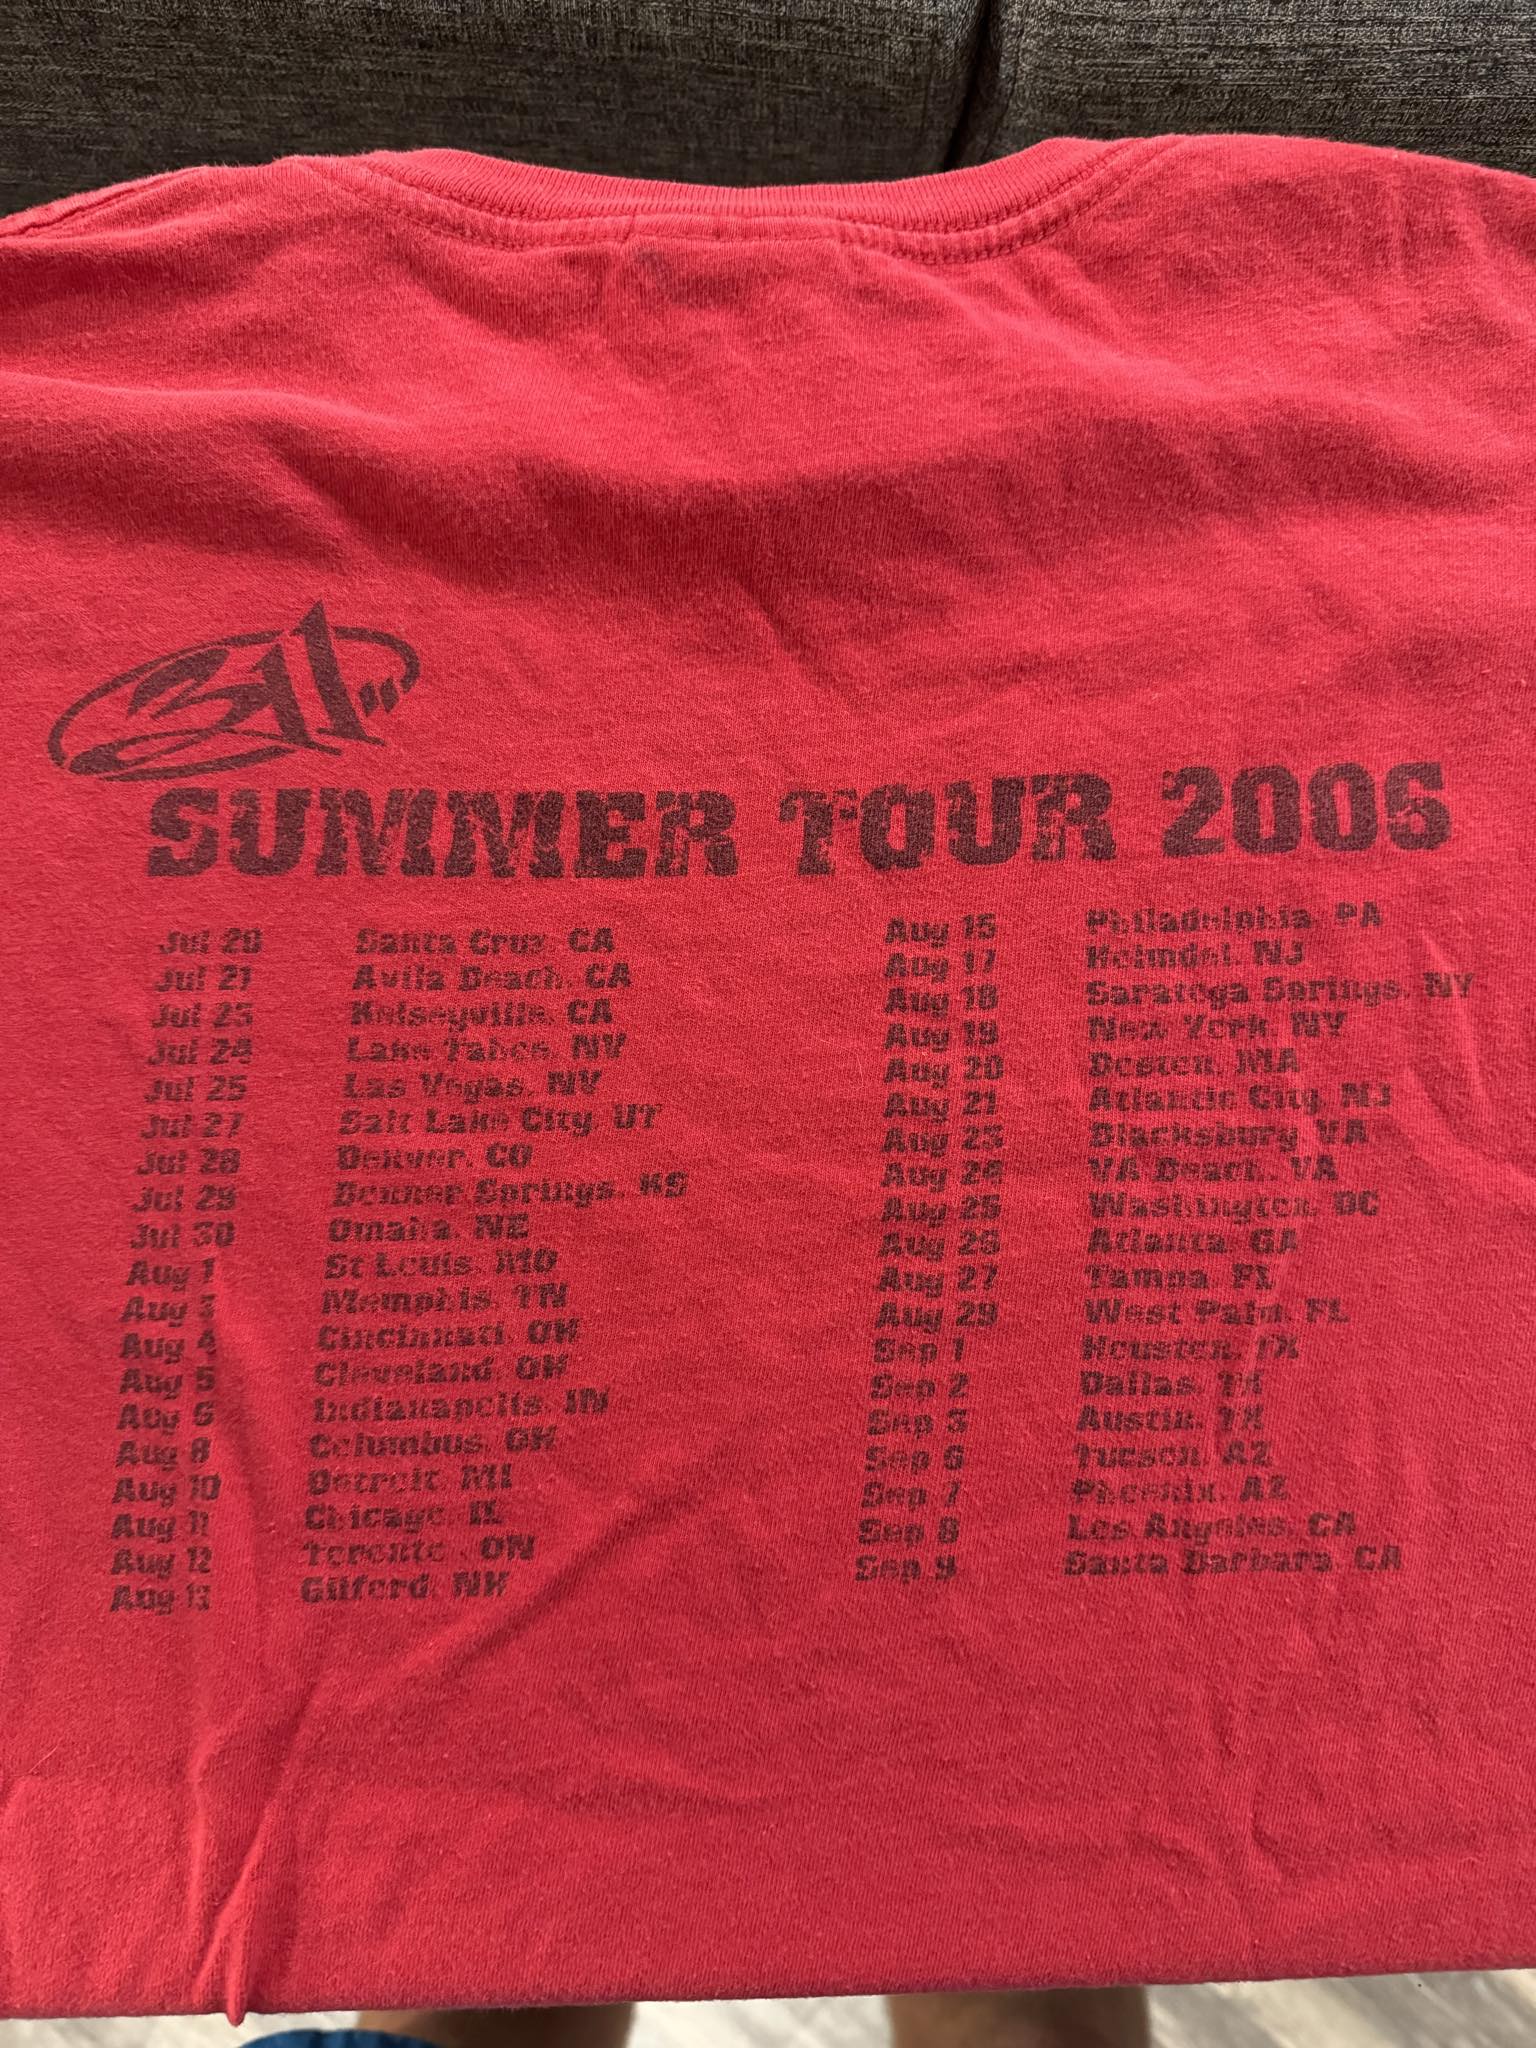 311
SUMMER TOUR 2006
Jul 20 Santa Cruz, CA
Jul 21 Avila Beach, CA
Jul 23 Kelseyville, CA
Jul 24 Lake Tahoe, NV
Jul 25 Las Vegas, NV
Jul 27 Salt Lake City, UT
Jul 28 Denver, CO
Jul 29 Bonner Springs, KS
Jul 30 Omaha, NE
Aug 1 St Louis, MO
Aug 3 Memphis, TN
Aug 4 Cincinnati, OH
Aug 5 Cleveland, OH
Aug 6 Indianapolis, IN
Aug 8 Columbus, OH
Aug 10 Detroit, MI
Aug 11 Chicago, IL
Aug 12 Toronto, ON
Aug 13 Gilford, NH
Aug 15 Philadelphia, PA
Aug 17 Holmdel, NJ
Aug 18 Saratoga Springs, NY
Aug 19 New York, NY
Aug 20 Boston, MA
Aug 21 Atlantic City, NJ
Aug 23 Blacksburg, VA
Aug 24 VA Beach, VA
Aug 25 Washington, DC
Aug 26 Atlanta, GA
Aug 27 Tampa, FL
Aug 29 West Palm, FL
Sep 1 Houston, TX
Sep 2 Dallas, TX
Sep 3 Austin, TX
Sep 6 Tucson, AZ
Sep 7 Phoenix, AZ
Sep 8 Los Angeles, CA
Sep 9 Santa Barbara, CA